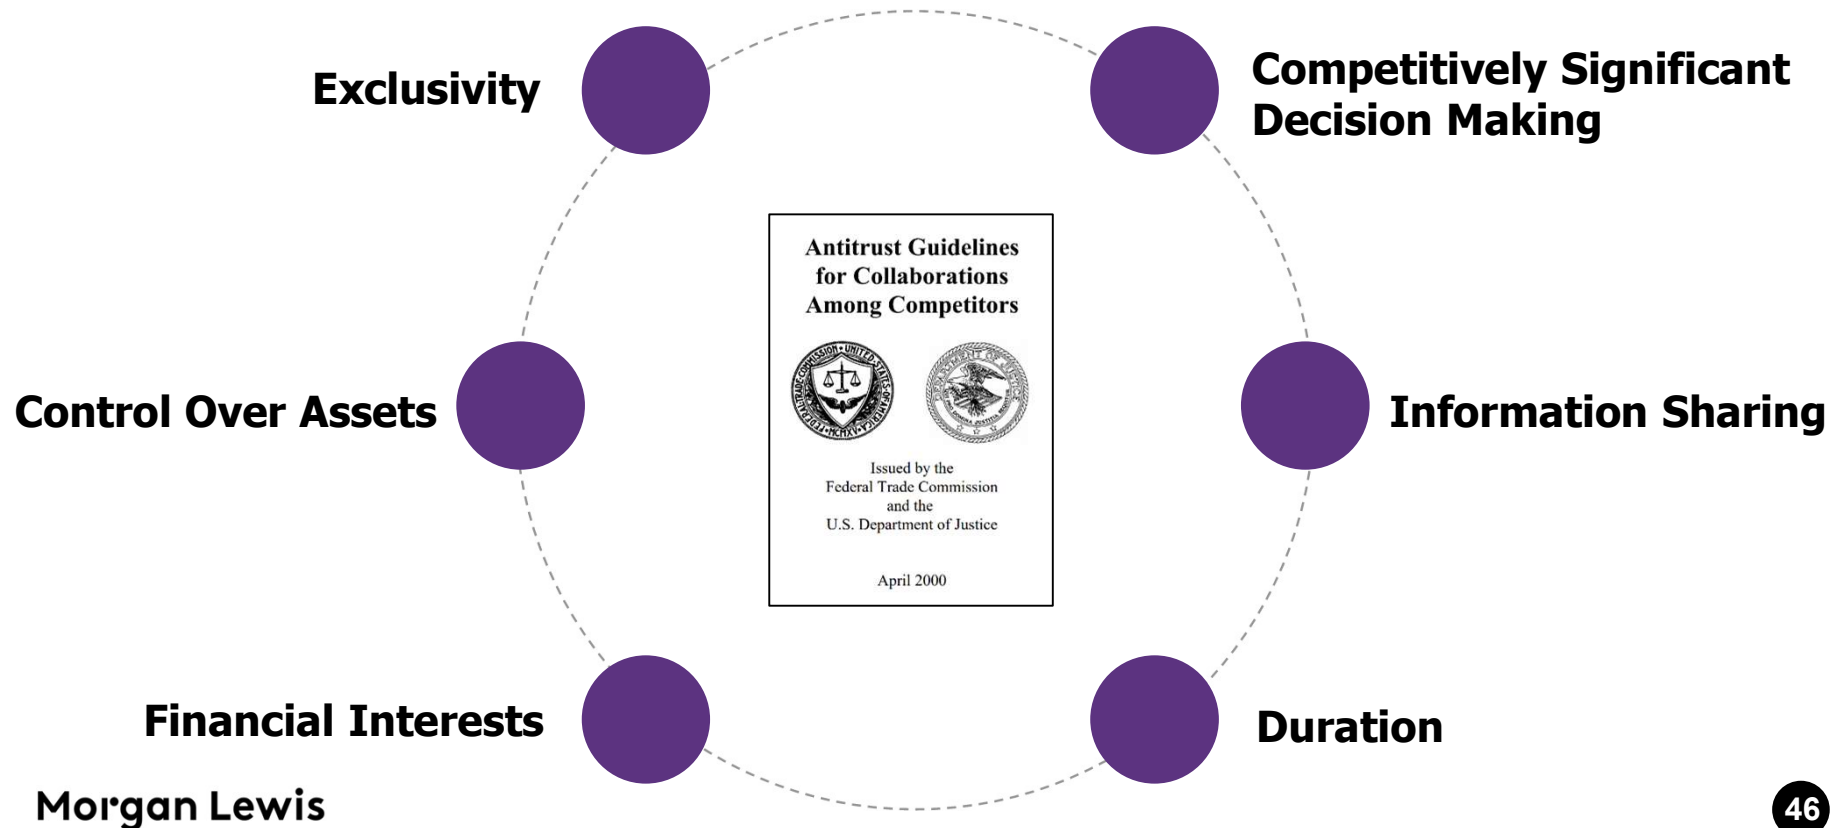 Exclusivity
Competitively Significant
Decision Making
Antitrust Guidelines
for Collaborations
Among Competitors
Issued by the
Federal Trade Commission
and the
U.S. Department of Justice
April 2000
Control Over Assets
Information Sharing
Financial Interests
Duration
Morgan Lewis
46